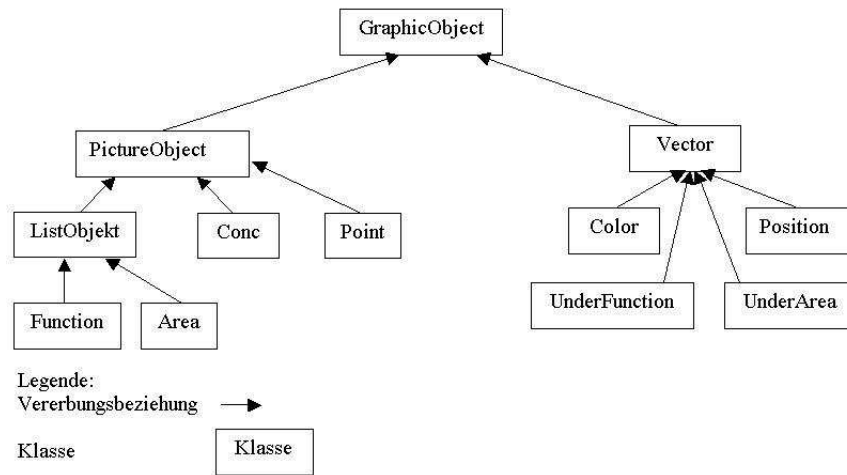 GraphicObject
PictureObject
Vector
ListObjekt
Conc
Point
Color
Position
Function
Area
UnderFunction
UnderArea
Legende:
Vererbungsbeziehung
Klasse
Klasse